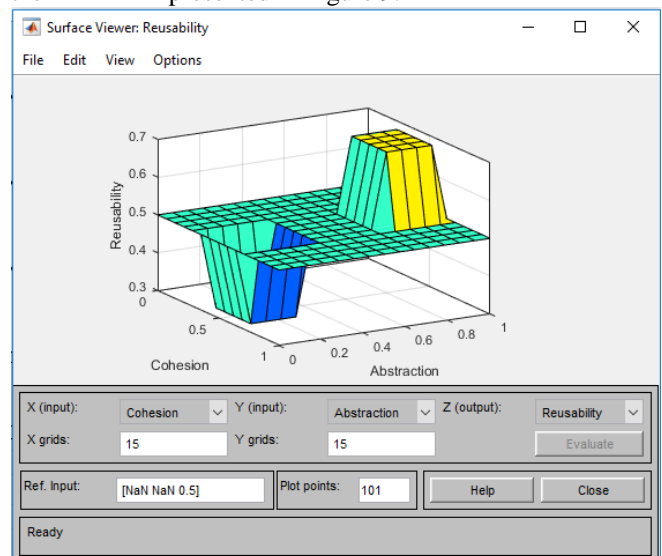 presented
Surface Viewer: Reusability
File Edit View Options
0.7
0.6
0.5
0.4
0.3
Reusability
0
0.5
1
Cohesion
0
0.2
0.4
0.6
0.8
1
Abstraction
X (input): Cohesion Y (input): Abstraction Z (output): Reusability
X grids: 15 Y grids: 15 Evaluate
Ref. Input: [NaN NaN 0.5] Plot points: 101 Help Close
Ready